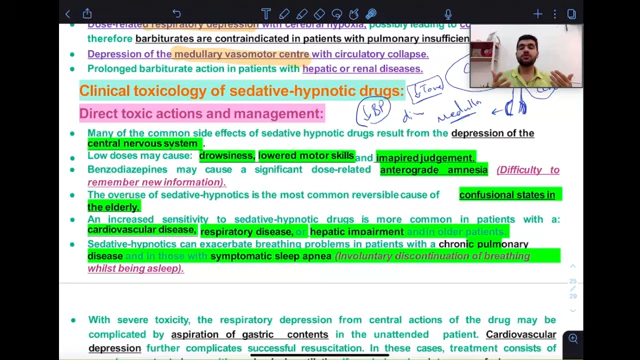 Dose-related respiratory depression with cerebral hypoxia, possibly leading to
therefore barbiturates are contraindicated in patients with pulmonary insufficien
• Depression of the medullary vasomotor centre with circulatory collapse.
• Prolonged barbiturate action in patients with hepatic or renal diseases.
Clinical toxicology of sedative-hypnotic drugs:
↓Tone
Direct toxic actions and management:
↓BP
medulla
• Many of the common side effects of sedative hypnotic drugs result from the depression of the
central nervous system.
• Low doses may cause: drowsiness, lowered motor skills and imapired judgement.
• Benzodiazepines may cause a significant dose-related anterograde amnesia (Difficulty to
remember new information).
• The overuse of sedative-hypnotics is the most common reversible cause of confusional states in
the elderly.
• An increased sensitivity to sedative-hypnotic drugs is more common in patients with a:
cardiovascular disease, respiratory disease, or hepatic impairment and in older patients.
• Sedative-hypnotics can exacerbate breathing problems in patients with a chronic pulmonary
disease and in those with symptomatic sleep apnea (Involuntary discontinuation of breathing
whilst being asleep).
29
• With severe toxicity, the respiratory depression from central actions of the drug may be
complicated by aspiration of gastric contents in the unattended patient. Cardiovascular
depression further complicates successful resuscitation. In these cases, treatment consists of